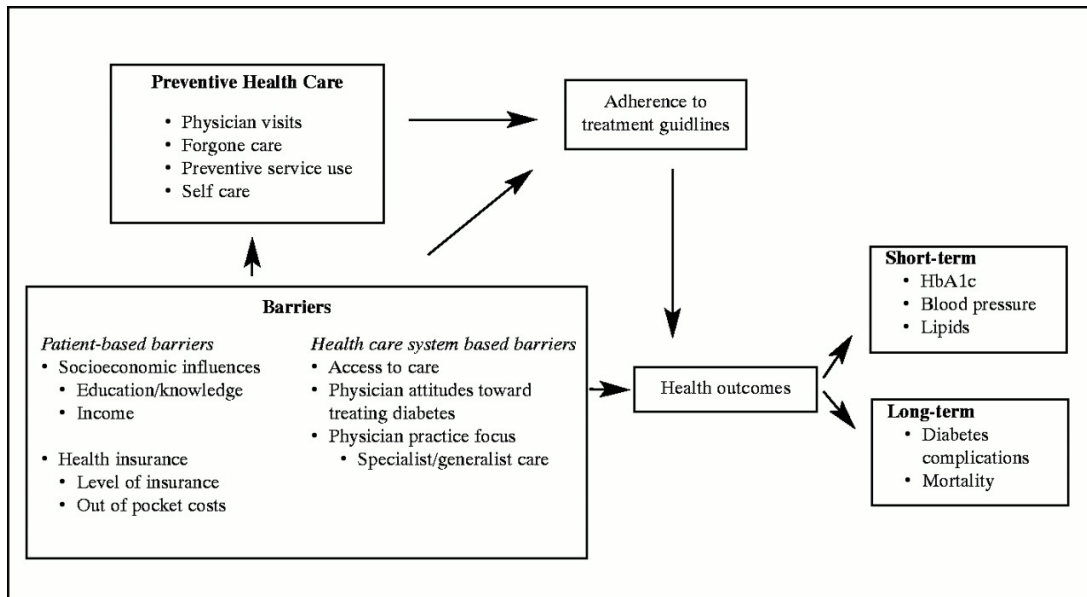 Preventive Health Care
• Physician visits
• Forgone care
• Preventive service use
• Self care
Adherence to
treatment guidlines
Barriers
Patient-based barriers
• Socioeconomic influences
• Education/knowledge
• Income
• Health insurance
• Level of insurance
• Out of pocket costs
Health care system based barriers
• Access to care
• Physician attitudes toward
treating diabetes
• Physician practice focus
• Specialist/generalist care
Health outcomes
Short-term
• HbA1c
• Blood pressure
• Lipids
Long-term
• Diabetes
complications
• Mortality